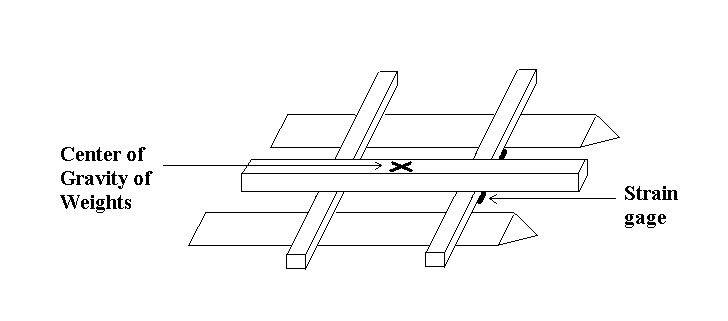 Center of
Gravity of
Weights
Strain
gage